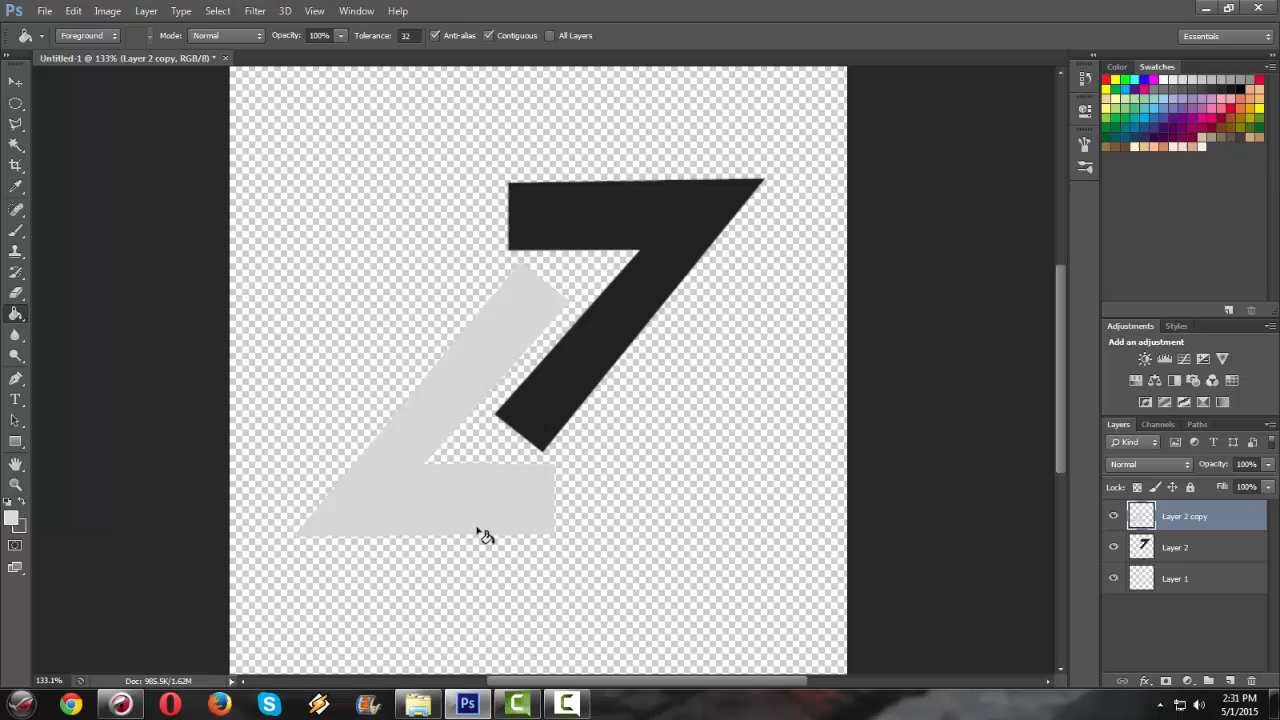 Ps File Edit Image Layer Type Select Filter 3D View Window Help
Foreground Mode: Normal Opacity: 100% Tolerance: 32 Anti-alias Contiguous All Layers Essentials
Untitled-1 @ 133% (Layer 2 copy, RGB/8) *
Color Swatches
7
Adjustments Styles
Add an adjustment
Layers Channels Paths
Kind
Normal Opacity: 100%
Lock: Fill: 100%
Layer 2 copy
Layer 2
Layer 1
133.1% Doc: 985.5K/1.62M
Ps
2:31 PM
5/1/2015